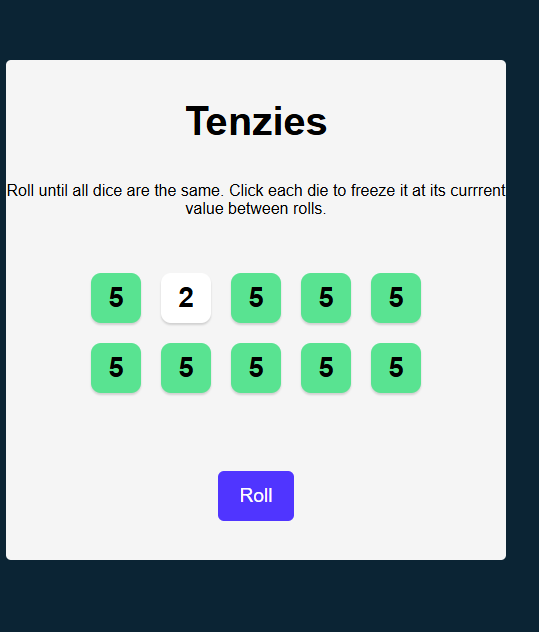 Tenzies
Roll until all dice are the same. Click each die to freeze it at its currrent
value between rolls.
5 2 5 5 5
5 5 5 5 5
Roll